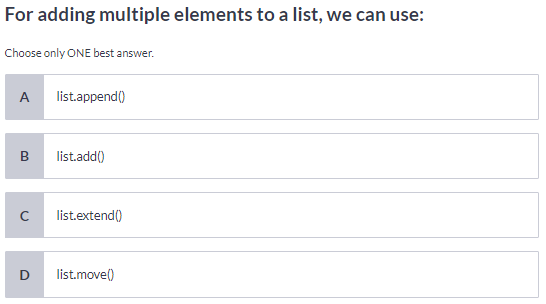 For adding multiple elements to a list, we can use:
Choose only ONE best answer.
A list.append()
B list.add()
C list.extend()
D list.move()